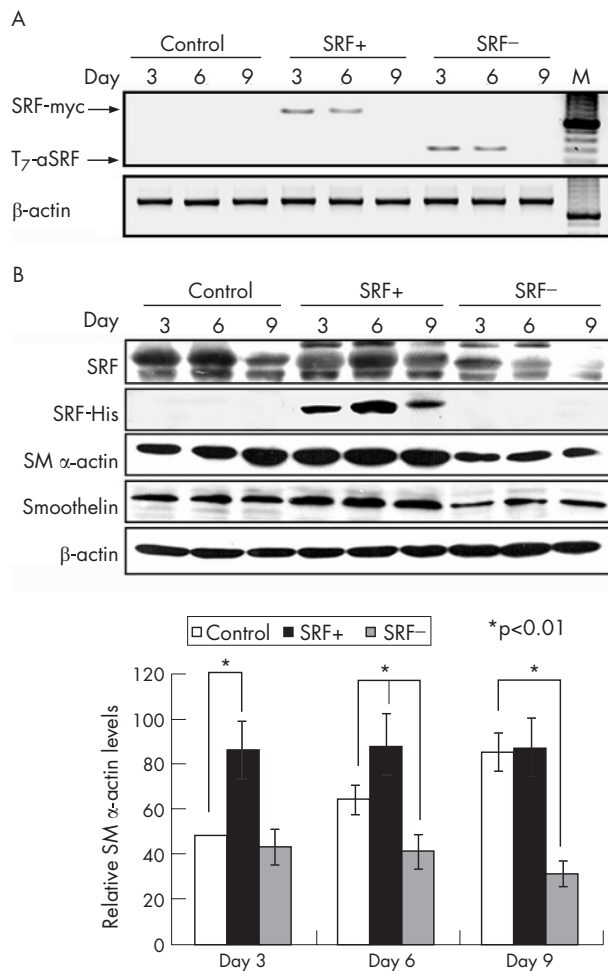 A
Control SRF+ SRF–
Day 3 6 9 3 6 9 3 6 9 M
SRF-myc
T7-aSRF
β-actin
B
Control SRF+ SRF–
Day 3 6 9 3 6 9 3 6 9
SRF
SRF-His
SM α-actin
Smoothelin
β-actin
Control SRF+ SRF– *p<0.01
120
100
80
60
40
20
0
Relative SM α-actin levels
* * *
Day 3 Day 6 Day 9